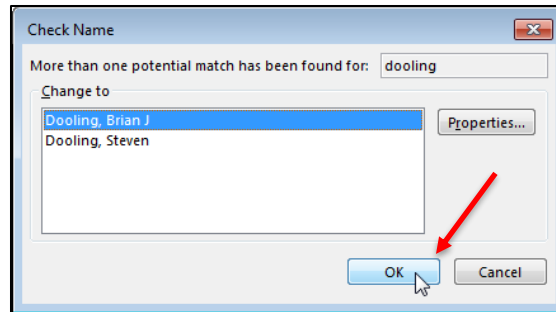 Check Name
More than one potential match has been found for: dooling
Change to
Dooling, Brian J
Dooling, Steven
Properties...
OK
Cancel